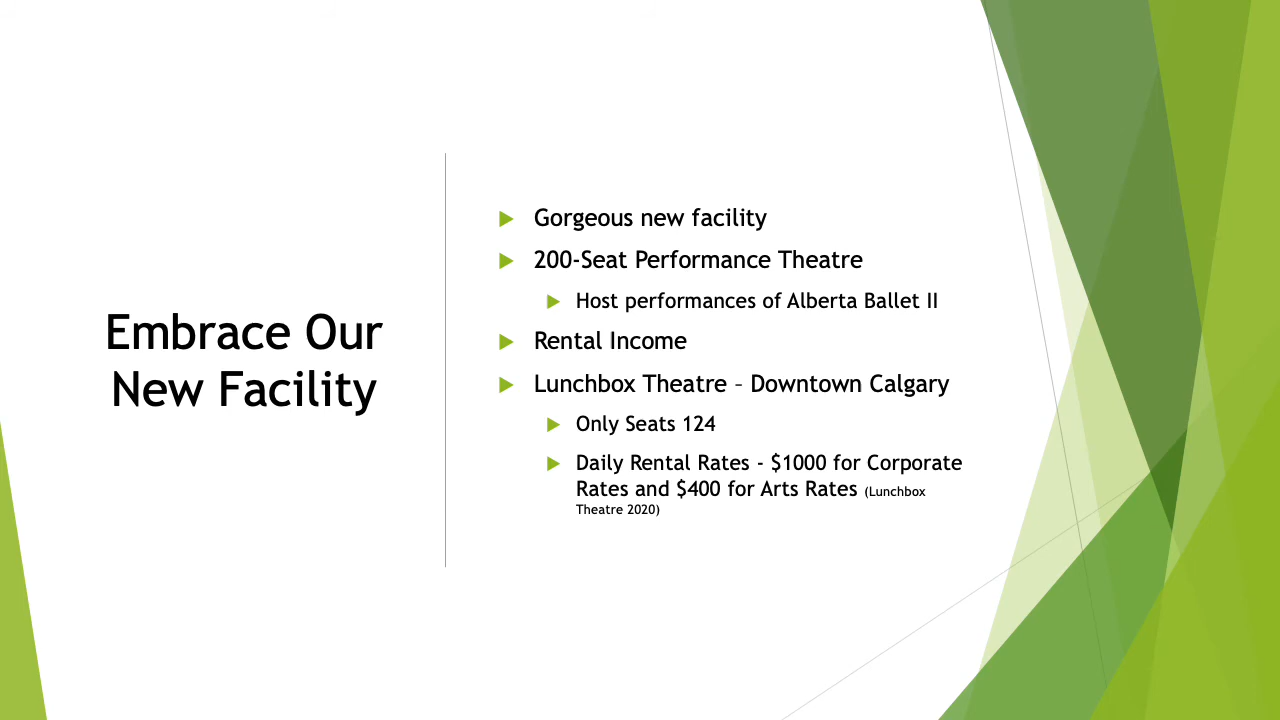 Embrace Our
New Facility
Gorgeous new facility
200-Seat Performance Theatre
Host performances of Alberta Ballet II
Rental Income
Lunchbox Theatre – Downtown Calgary
Only Seats 124
Daily Rental Rates - $1000 for Corporate
Rates and $400 for Arts Rates (Lunchbox
Theatre 2020)